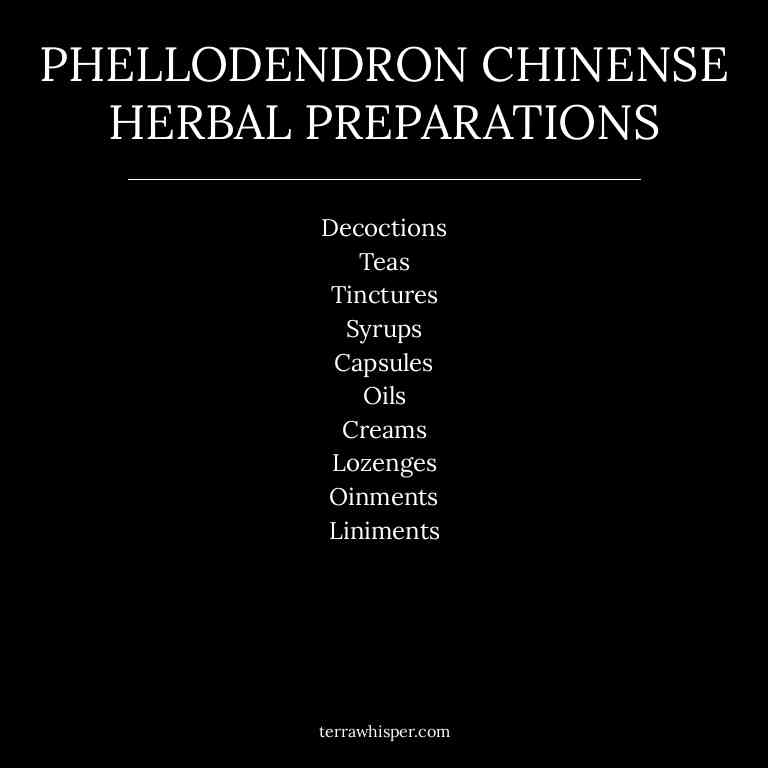 PHELLODENDRON CHINENSE
HERBAL PREPARATIONS
Decoctions
Teas
Tinctures
Syrups
Capsules
Oils
Creams
Lozenges
Oinments
Liniments
terrawhisper.com